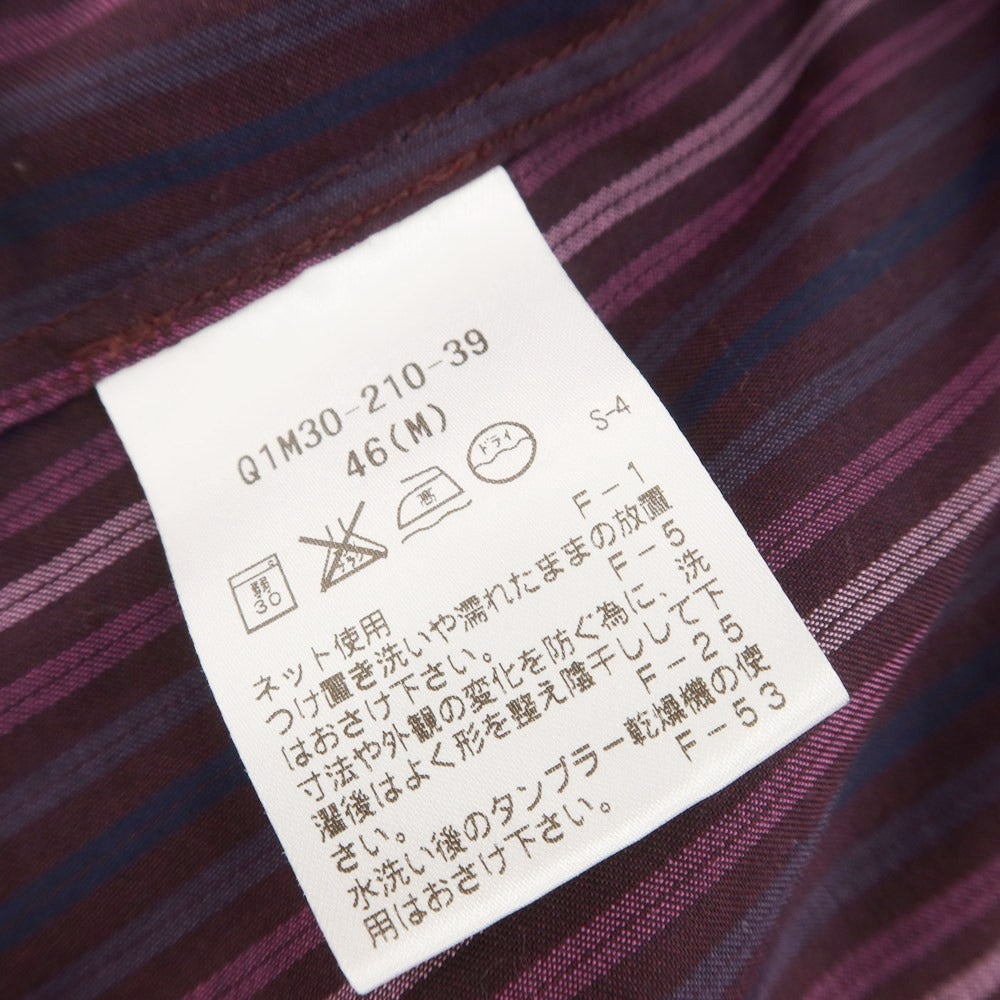 Q1M30-210-39
46(M)
S-4
弱
30
エンソ
高
ドライ
ネット使用
F-1
つけ置き洗いや濡れたままの放置
はおさけ下さい。
F-5
寸法や外観の変化を防ぐ為に、洗
濯後はよく形を整え陰干しして下
さい。
F-25
水洗い後のタンブラー乾燥機の使
用はおさけ下さい。
F-53